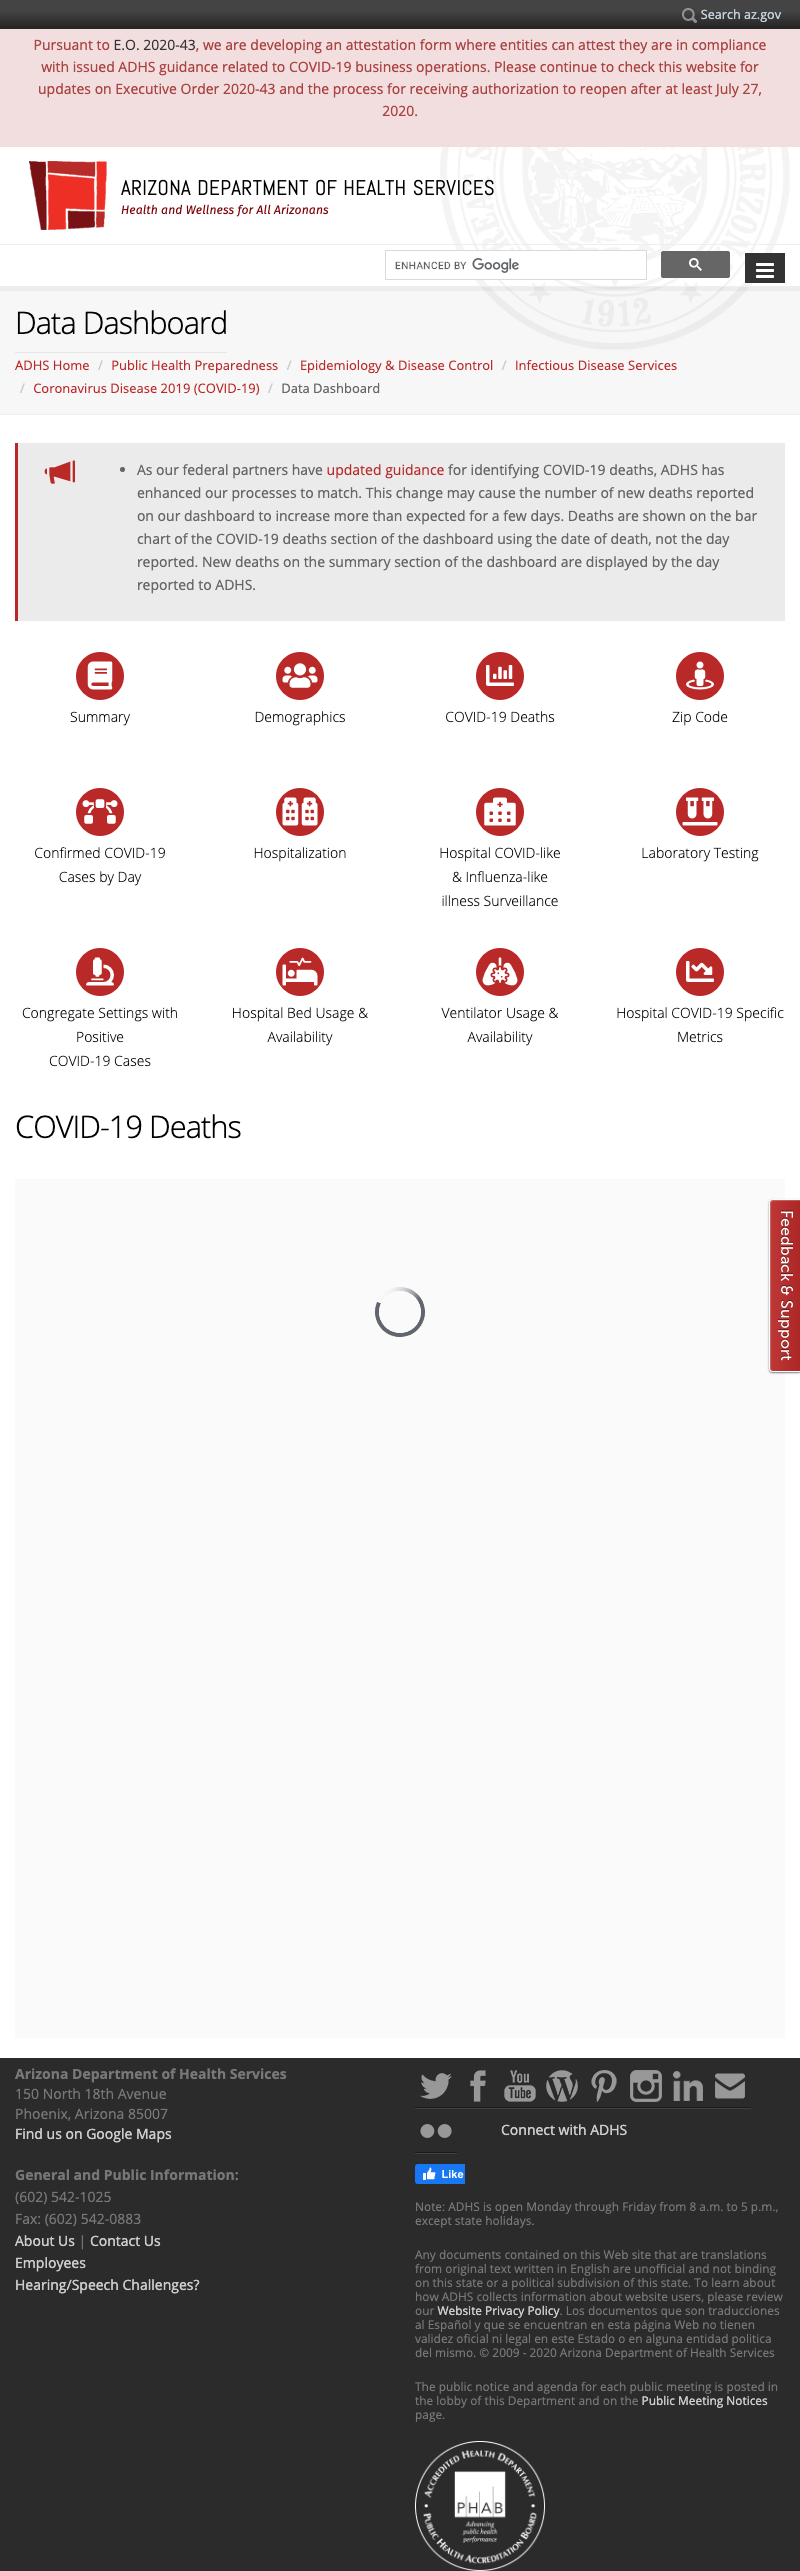 Search az.gov
Pursuant to E.O. 2020-43, we are developing an attestation form where entities can attest they are in compliance
with issued ADHS guidance related to COVID-19 business operations. Please continue to check this website for
updates on Executive Order 2020-43 and the process for receiving authorization to reopen after at least July 27,
2020.
ARIZONA DEPARTMENT OF HEALTH SERVICES
Health and Wellness for All Arizonans
ENHANCED BY Google
1912
Data Dashboard
ADHS Home / Public Health Preparedness / Epidemiology & Disease Control / Infectious Disease Services
/ Coronavirus Disease 2019 (COVID-19) / Data Dashboard
• As our federal partners have updated guidance for identifying COVID-19 deaths, ADHS has
enhanced our processes to match. This change may cause the number of new deaths reported
on our dashboard to increase more than expected for a few days. Deaths are shown on the bar
chart of the COVID-19 deaths section of the dashboard using the date of death, not the day
reported. New deaths on the summary section of the dashboard are displayed by the day
reported to ADHS.
Summary
Demographics
COVID-19 Deaths
Zip Code
Confirmed COVID-19
Cases by Day
Hospitalization
Hospital COVID-like
& Influenza-like
illness Surveillance
Laboratory Testing
Congregate Settings with
Positive
COVID-19 Cases
Hospital Bed Usage &
Availability
Ventilator Usage &
Availability
Hospital COVID-19 Specific
Metrics
COVID-19 Deaths
Feedback & Support
Arizona Department of Health Services
150 North 18th Avenue
Phoenix, Arizona 85007
Find us on Google Maps
General and Public Information:
(602) 542-1025
Fax: (602) 542-0883
About Us | Contact Us
Employees
Hearing/Speech Challenges?
You
Tube
Connect with ADHS
Like
Note: ADHS is open Monday through Friday from 8 a.m. to 5 p.m.,
except state holidays.
Any documents contained on this Web site that are translations
from original text written in English are unofficial and not binding
on this state or a political subdivision of this state. To learn about
how ADHS collects information about website users, please review
our Website Privacy Policy. Los documentos que son traducciones
al Español y que se encuentran en esta página Web no tienen
validez oficial ni legal en este Estado o en alguna entidad politica
del mismo. © 2009 - 2020 Arizona Department of Health Services
The public notice and agenda for each public meeting is posted in
the lobby of this Department and on the Public Meeting Notices
page.
ACCREDITED HEALTH DEPARTMENT
PHAB
Advancing
public health
performance
PUBLIC HEALTH ACCREDITATION BOARD